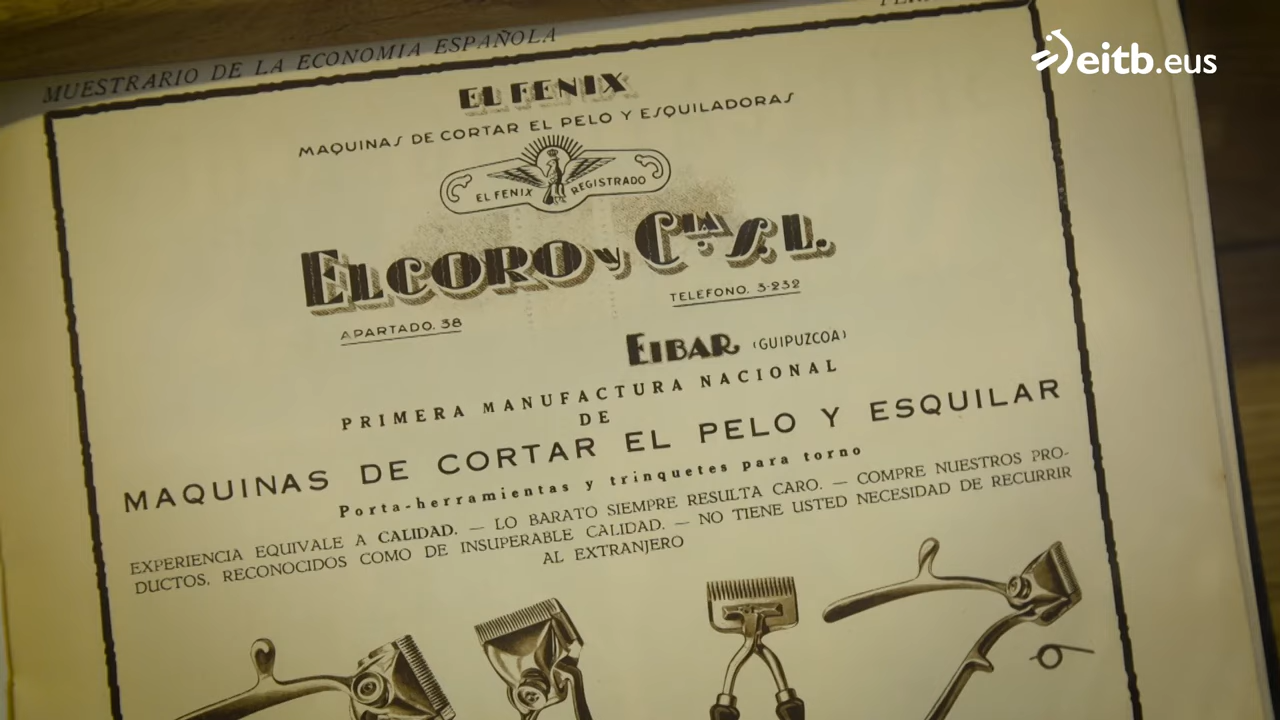 eitb.eus
MUESTRARIO DE LA ECONOMIA ESPAÑOLA
EL FENIX
MAQUINAS DE CORTAR EL PELO Y ESQUILADORAS
EL FENIX REGISTRADO
ELCORO Y CIA. S. L.
APARTADO. 38
TELEFONO. 3-232
EIBAR (GUIPUZCOA)
PRIMERA MANUFACTURA NACIONAL
DE
MAQUINAS DE CORTAR EL PELO Y ESQUILAR
Porta-herramientas y trinquetes para torno
EXPERIENCIA EQUIVALE A CALIDAD. — LO BARATO SIEMPRE RESULTA CARO. — COMPRE NUESTROS PRO-
DUCTOS, RECONOCIDOS COMO DE INSUPERABLE CALIDAD. — NO TIENE USTED NECESIDAD DE RECURRIR
AL EXTRANJERO